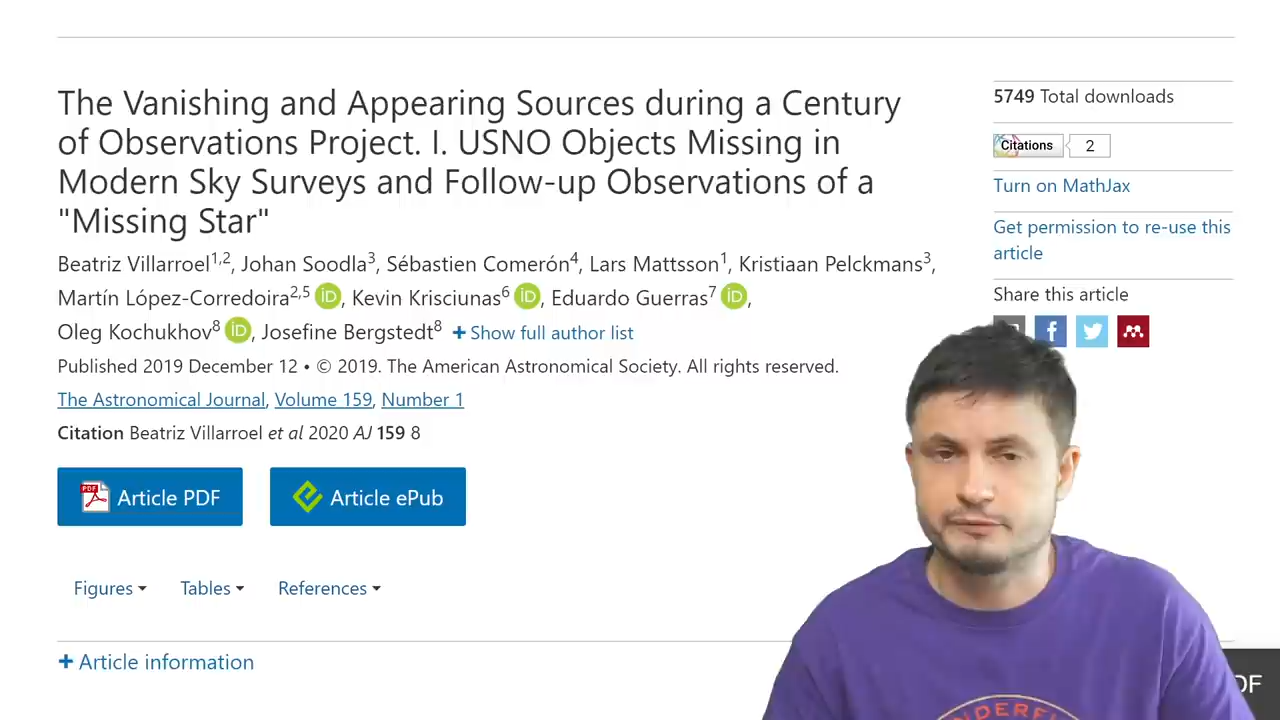 The Vanishing and Appearing Sources during a Century
of Observations Project. I. USNO Objects Missing in
Modern Sky Surveys and Follow-up Observations of a
"Missing Star"
Beatriz Villarroel1,2, Johan Soodla3, Sébastien Comerón4, Lars Mattsson1, Kristiaan Pelckmans3,
Martín López-Corredoira2,5 iD, Kevin Krisciunas6 iD, Eduardo Guerras7 iD,
Oleg Kochukhov8 iD, Josefine Bergstedt8 + Show full author list
Published 2019 December 12 • © 2019. The American Astronomical Society. All rights reserved.
The Astronomical Journal, Volume 159, Number 1
Citation Beatriz Villarroel et al 2020 AJ 159 8
PDF Article PDF
Article ePub
Figures
Tables
References
+ Article information
5749 Total downloads
Citations 2
Turn on MathJax
Get permission to re-use this
article
Share this article